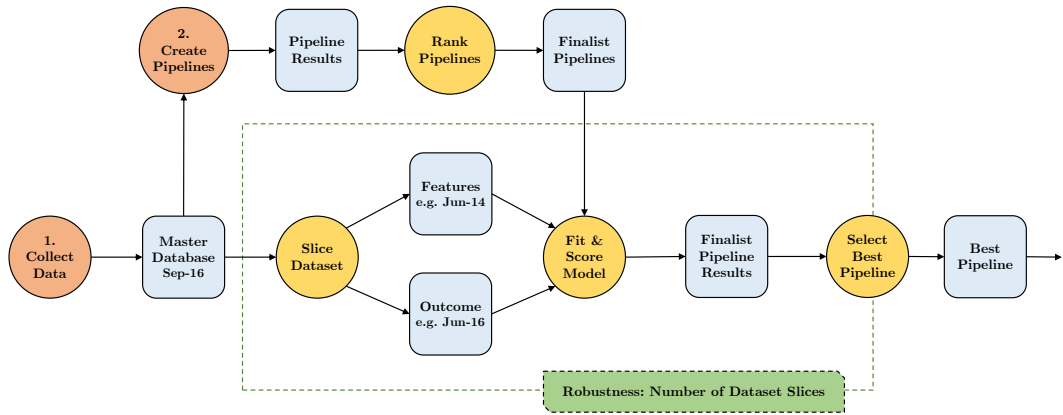 2.
Create
Pipelines
Pipeline
Results
Rank
Pipelines
Finalist
Pipelines
1.
Collect
Data
Master
Database
Sep-16
Slice
Dataset
Features
e.g. Jun-14
Outcome
e.g. Jun-16
Fit &
Score
Model
Finalist
Pipeline
Results
Select
Best
Pipeline
Best
Pipeline
Robustness: Number of Dataset Slices